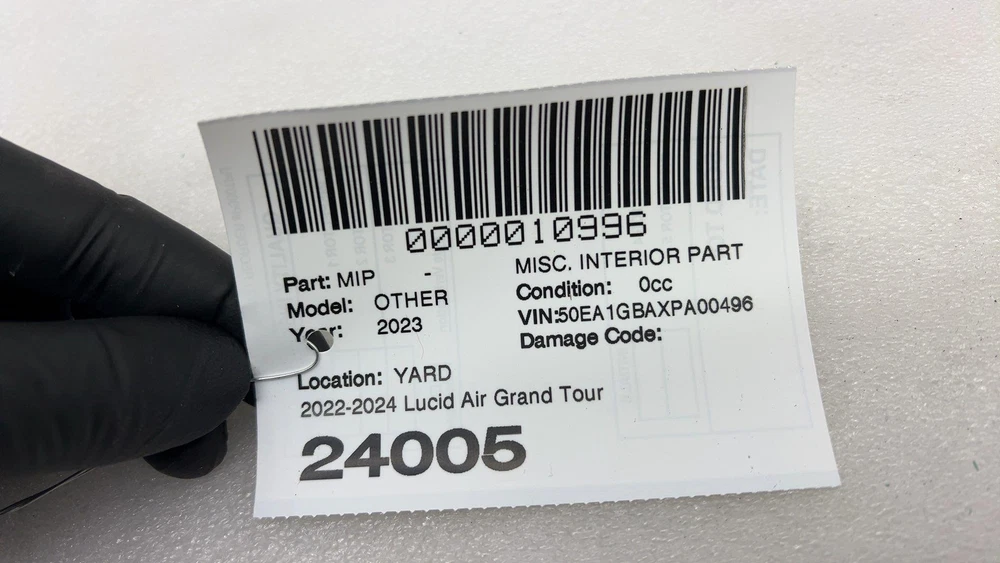 0000010996
Part: MIP -
MISC. INTERIOR PART
Model: OTHER
Condition: 0cc
Year: 2023
VIN:50EA1GBAXPA00496
Damage Code:
Location: YARD
2022-2024 Lucid Air Grand Tour
24005
DATE